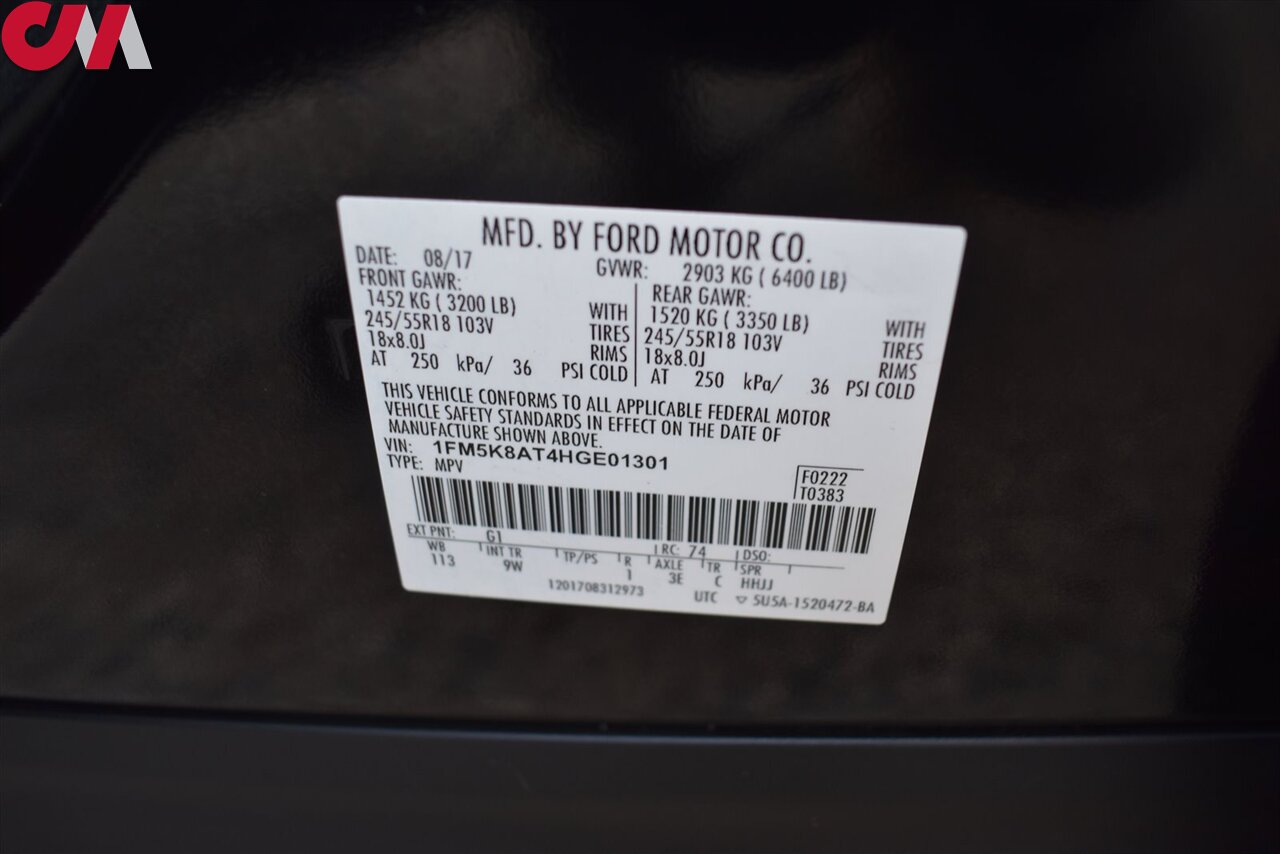 CM
MFD. BY FORD MOTOR CO.
DATE: 08/17 GVWR: 2903 KG ( 6400 LB)
FRONT GAWR: REAR GAWR:
1452 KG ( 3200 LB) WITH 1520 KG ( 3350 LB) WITH
245/55R18 103V TIRES 245/55R18 103V TIRES
18x8.0J RIMS 18x8.0J RIMS
AT 250 kPa/ 36 PSI COLD AT 250 kPa/ 36 PSI COLD
THIS VEHICLE CONFORMS TO ALL APPLICABLE FEDERAL MOTOR
VEHICLE SAFETY STANDARDS IN EFFECT ON THE DATE OF
MANUFACTURE SHOWN ABOVE.
VIN: 1FM5K8AT4HGE01301
TYPE: MPV
F0222
T0383
EXT PNT: G1 RC: 74 DSO:
WB INT TR TP/PS R AXLE TR SPR
113 9W 1 3E C HHJJ
1201708312973 UTC ▽ 5U5A-1520472-BA